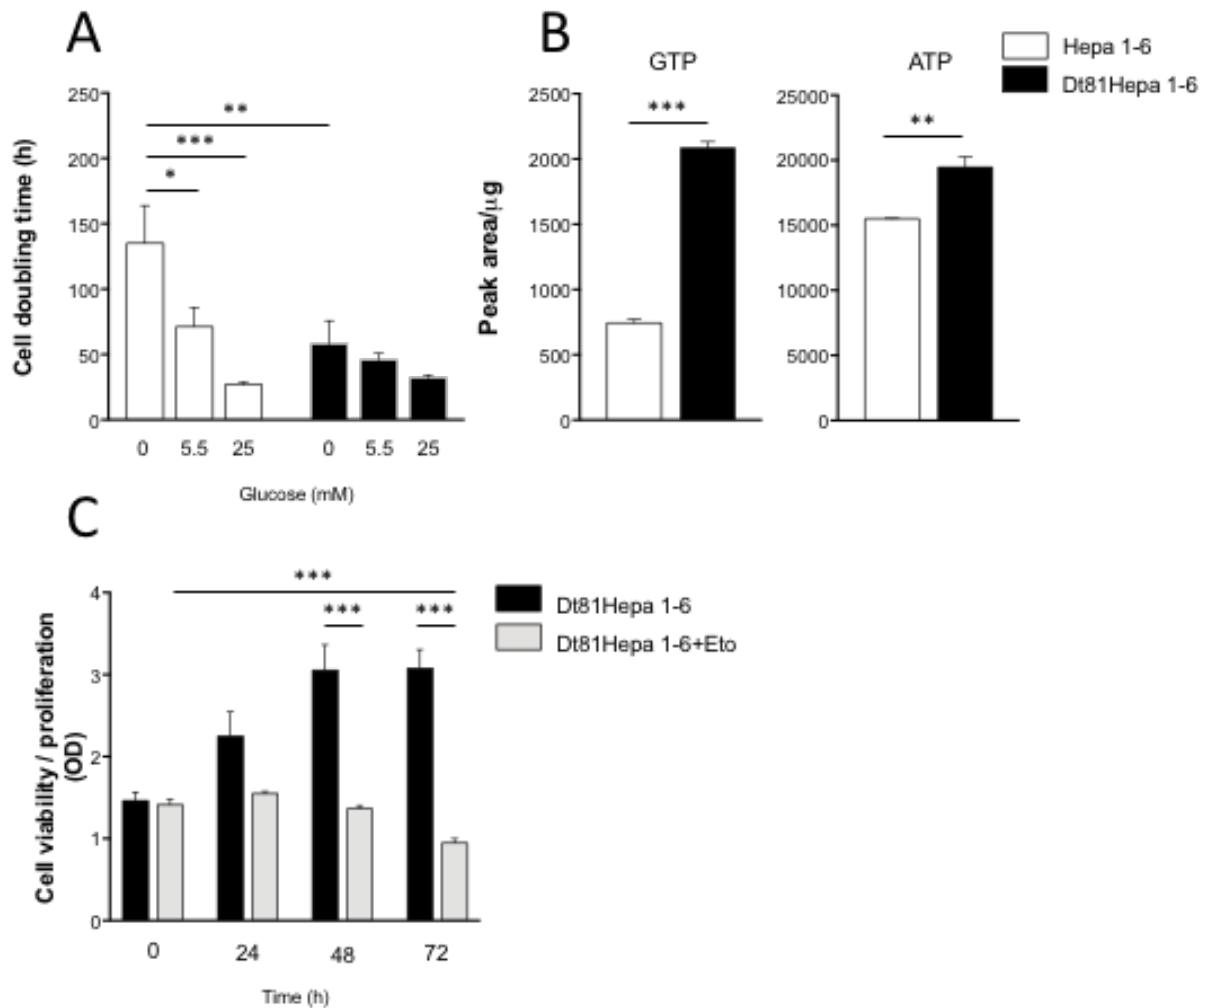 A
Cell doubling time (h)
250
200
150
100
50
0
**
***
*
0 5.5 25 0 5.5 25
Glucose (mM)
B
GTP
ATP
Hepa 1-6
Dt81Hepa 1-6
Peak area/µg
2500
2000
1500
1000
500
0
***
25000
20000
15000
10000
5000
0
**
C
Cell viability / proliferation
(OD)
4
3
2
1
0
***
*** ***
0 24 48 72
Time (h)
Dt81Hepa 1-6
Dt81Hepa 1-6+Eto